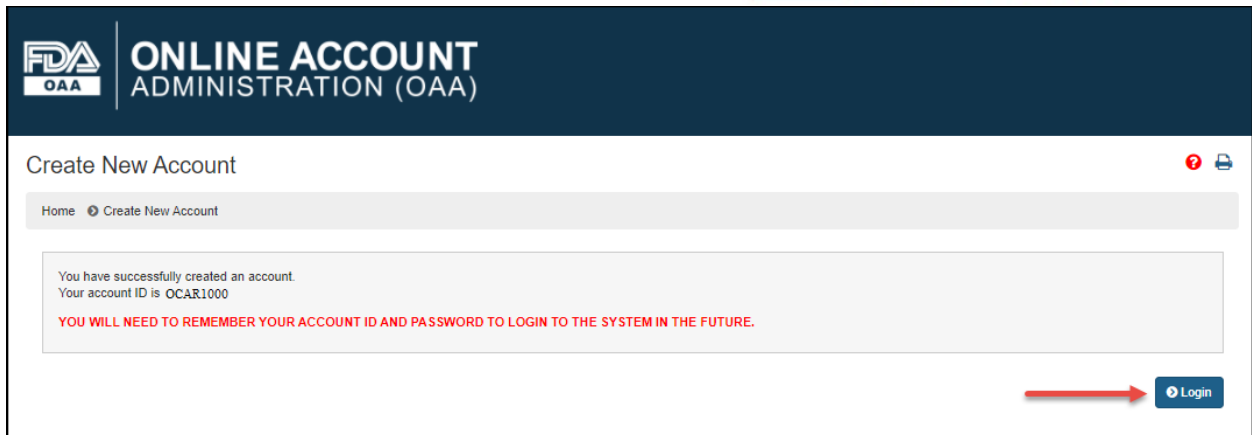 FDA
OAA
ONLINE ACCOUNT
ADMINISTRATION (OAA)
Create New Account
?
Home Create New Account
You have successfully created an account.
Your account ID is OCAR1000
YOU WILL NEED TO REMEMBER YOUR ACCOUNT ID AND PASSWORD TO LOGIN TO THE SYSTEM IN THE FUTURE.
Login